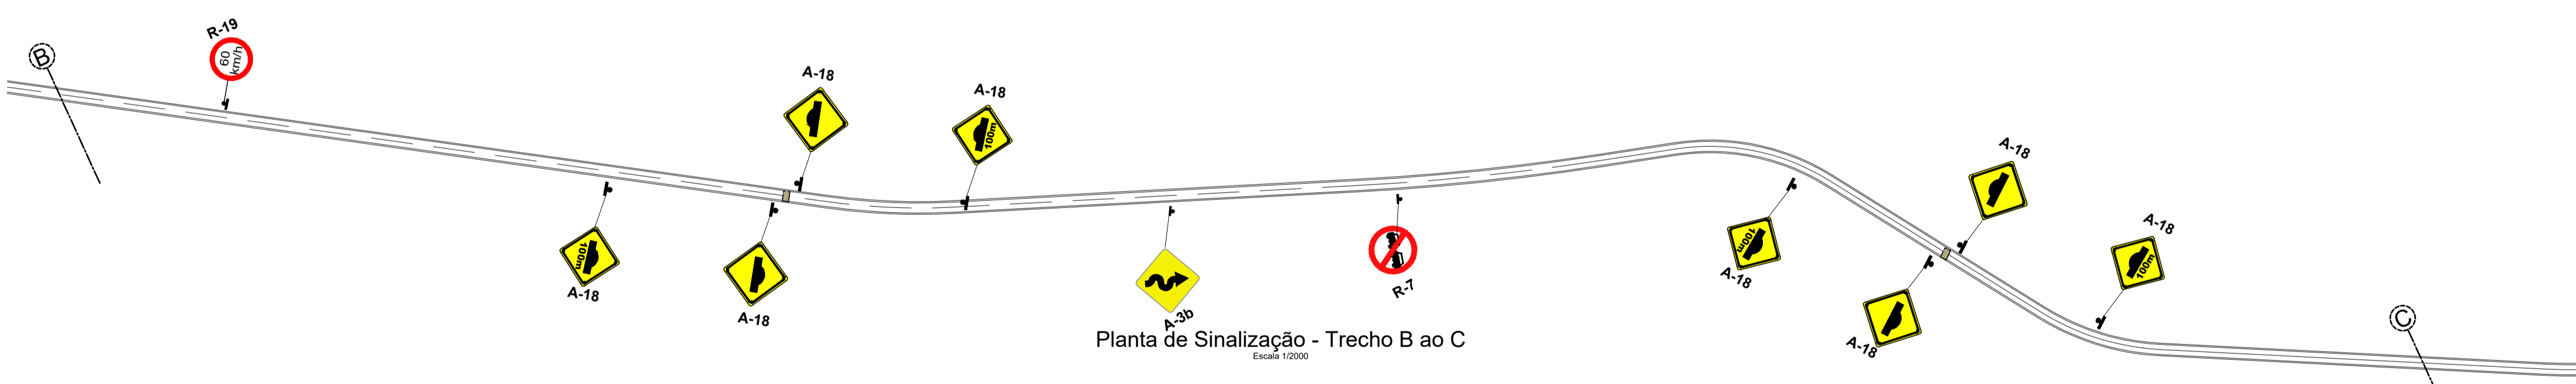 B
R-19
60
km/h
A-18
A-18
100m
100m
A-18
A-18
A-3b
R-7
100m
A-18
A-18
A-18
A-18
100m
C
Planta de Sinalização - Trecho B ao C
Escala 1/2000